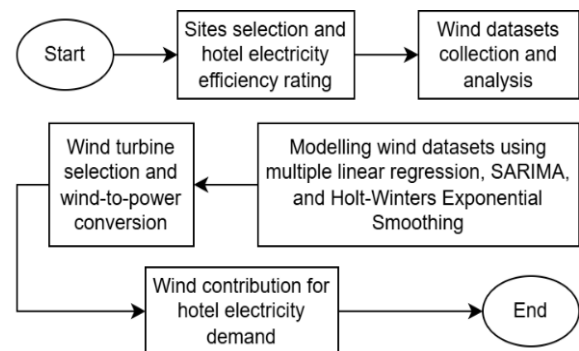 Start
Sites selection and
hotel electricity
efficiency rating
Wind datasets
collection and
analysis
Modelling wind datasets using
multiple linear regression, SARIMA,
and Holt-Winters Exponential
Smoothing
Wind turbine
selection and
wind-to-power
conversion
Wind contribution for
hotel electricity
demand
End